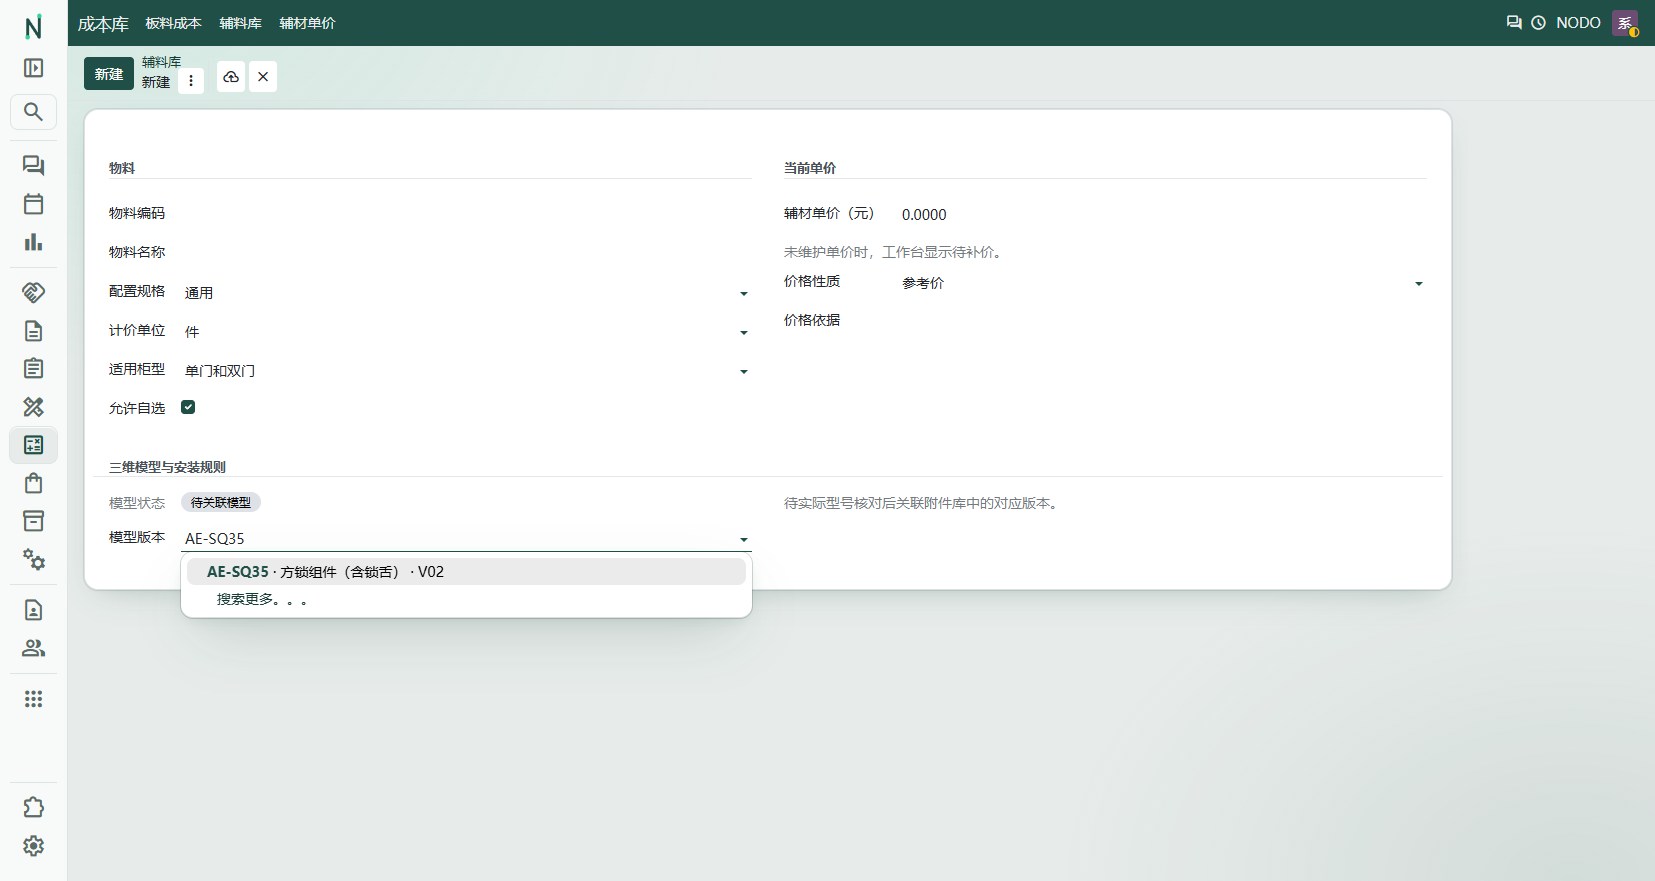 成本库 板料成本 辅料库 辅材单价
NODO 系
新建
辅料库
新建
物料
物料编码
物料名称
配置规格 通用
计价单位 件
适用柜型 单门和双门
允许自选
当前单价
辅材单价（元） 0.0000
未维护单价时，工作台显示待补价。
价格性质 参考价
价格依据
三维模型与安装规则
模型状态 待关联模型
待实际型号核对后关联附件库中的对应版本。
模型版本 AE-SQ35
AE-SQ35 · 方锁组件（含锁舌） · V02
搜索更多。。。